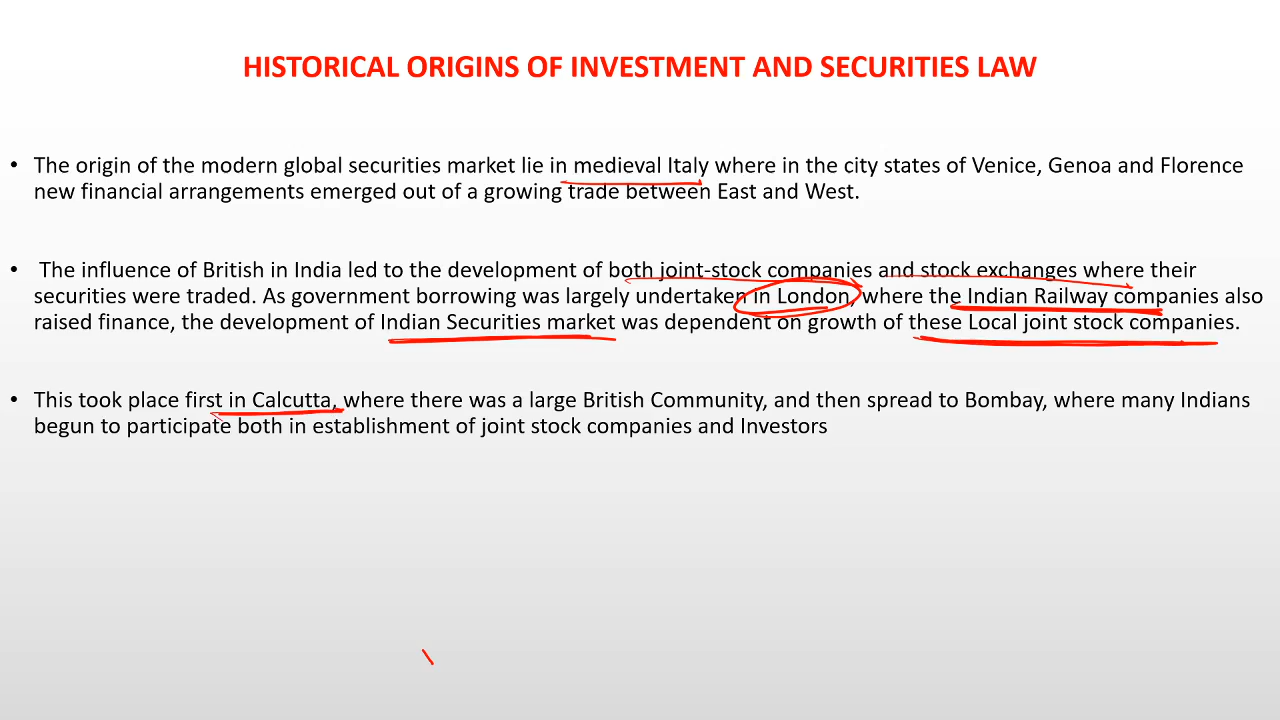 HISTORICAL ORIGINS OF INVESTMENT AND SECURITIES LAW
• The origin of the modern global securities market lie in medieval Italy where in the city states of Venice, Genoa and Florence
new financial arrangements emerged out of a growing trade between East and West.
• The influence of British in India led to the development of both joint-stock companies and stock exchanges where their
securities were traded. As government borrowing was largely undertaken in London, where the Indian Railway companies also
raised finance, the development of Indian Securities market was dependent on growth of these Local joint stock companies.
• This took place first in Calcutta, where there was a large British Community, and then spread to Bombay, where many Indians
begun to participate both in establishment of joint stock companies and Investors